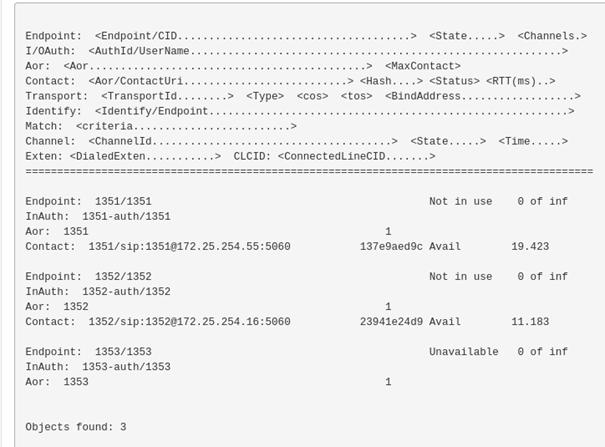 Endpoint:  <Endpoint/CID.....................................>  <State.....>  <Channels.>
I/OAuth:  <AuthId/UserName...........................................................>
Aor:  <Aor............................................>  <MaxContact>
Contact:  <Aor/ContactUri..........................> <Hash....> <Status> <RTT(ms)..>
Transport:  <TransportId........>  <Type>  <cos>  <tos>  <BindAddress..................>
Identify:  <Identify/Endpoint.........................................................>
Match:  <criteria.........................>
Channel:  <ChannelId......................................>  <State.....>  <Time.....>
Exten: <DialedExten...........>  CLCID: <ConnectedLineCID.......>
==========================================================================================
Endpoint:  1351/1351                                            Not in use    0 of inf
InAuth:  1351-auth/1351
Aor:  1351                                               1
Contact:  1351/sip:1351@172.25.254.55:5060           137e9aed9c Avail        19.423
Endpoint:  1352/1352                                            Not in use    0 of inf
InAuth:  1352-auth/1352
Aor:  1352                                               1
Contact:  1352/sip:1352@172.25.254.16:5060           23941e24d9 Avail        11.183
Endpoint:  1353/1353                                            Unavailable   0 of inf
InAuth:  1353-auth/1353
Aor:  1353                                               1
Objects found: 3